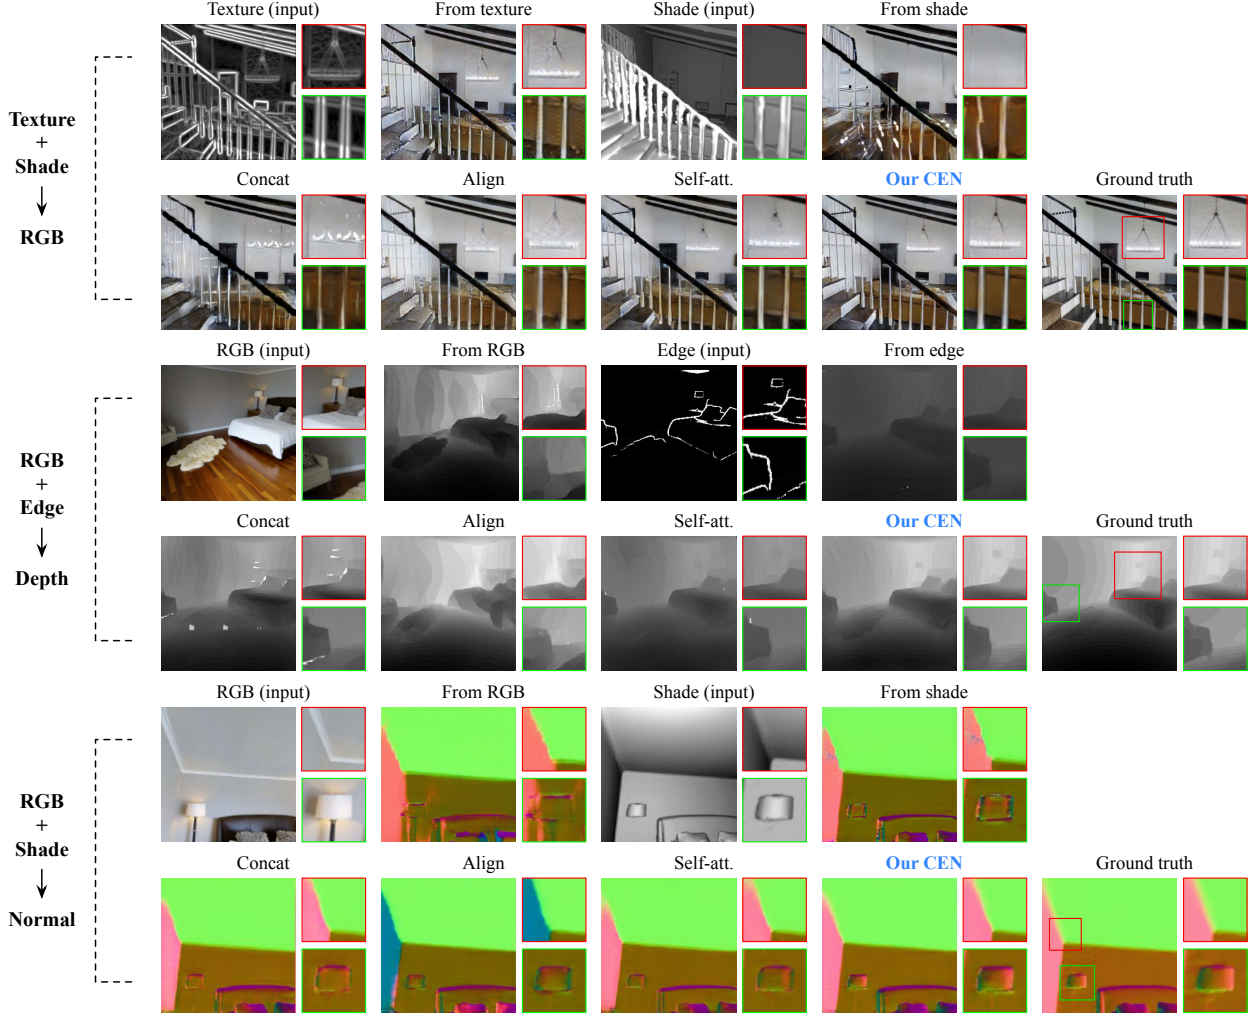 Texture (input) From texture Shade (input) From shade
Texture
+
Shade
↓
RGB
Concat Align Self-att. Our CEN Ground truth
RGB (input) From RGB Edge (input) From edge
RGB
+
Edge
↓
Depth
Concat Align Self-att. Our CEN Ground truth
RGB (input) From RGB Shade (input) From shade
RGB
+
Shade
↓
Normal
Concat Align Self-att. Our CEN Ground truth